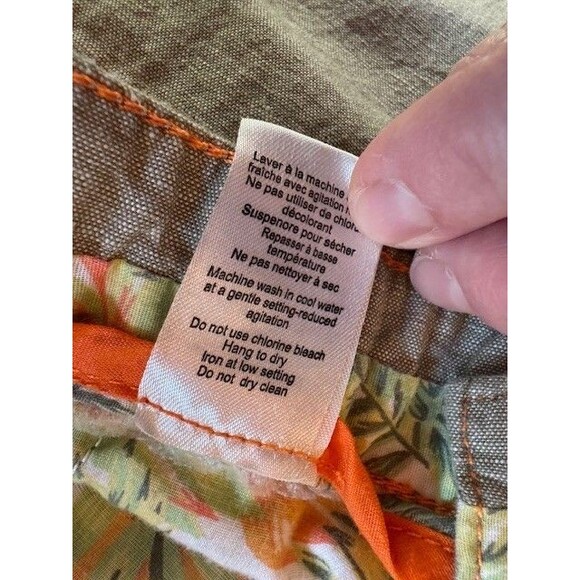 Laver à la machine
fraîche avec agitation
Ne pas utiliser de chlore
décolorant
Suspenore pour sécher
Repasser à basse
température
Ne pas nettoyer à sec
Machine wash in cool water
at a gentle setting-reduced
agitation
Do not use chlorine bleach
Hang to dry
Iron at low setting
Do not dry clean